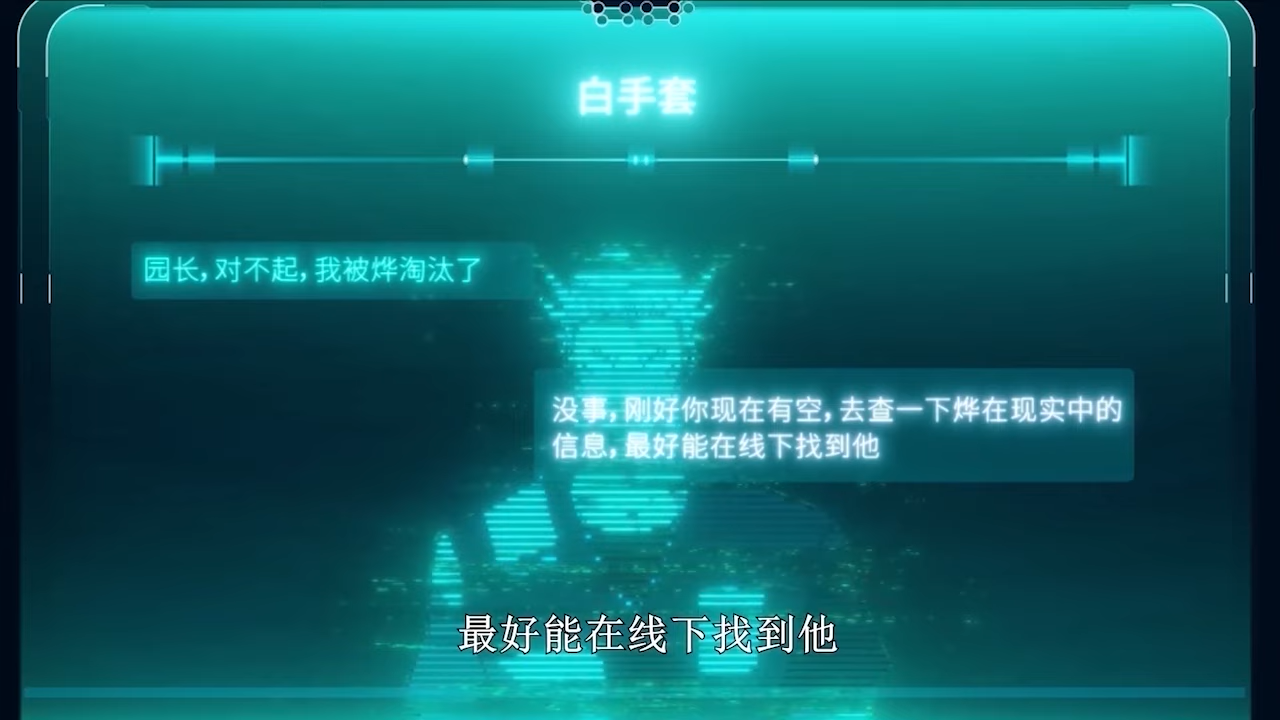 白手套
园长，对不起，我被烨淘汰了
没事，刚好你现在有空，去查一下烨在现实中的
信息，最好能在线下找到他
最好能在线下找到他